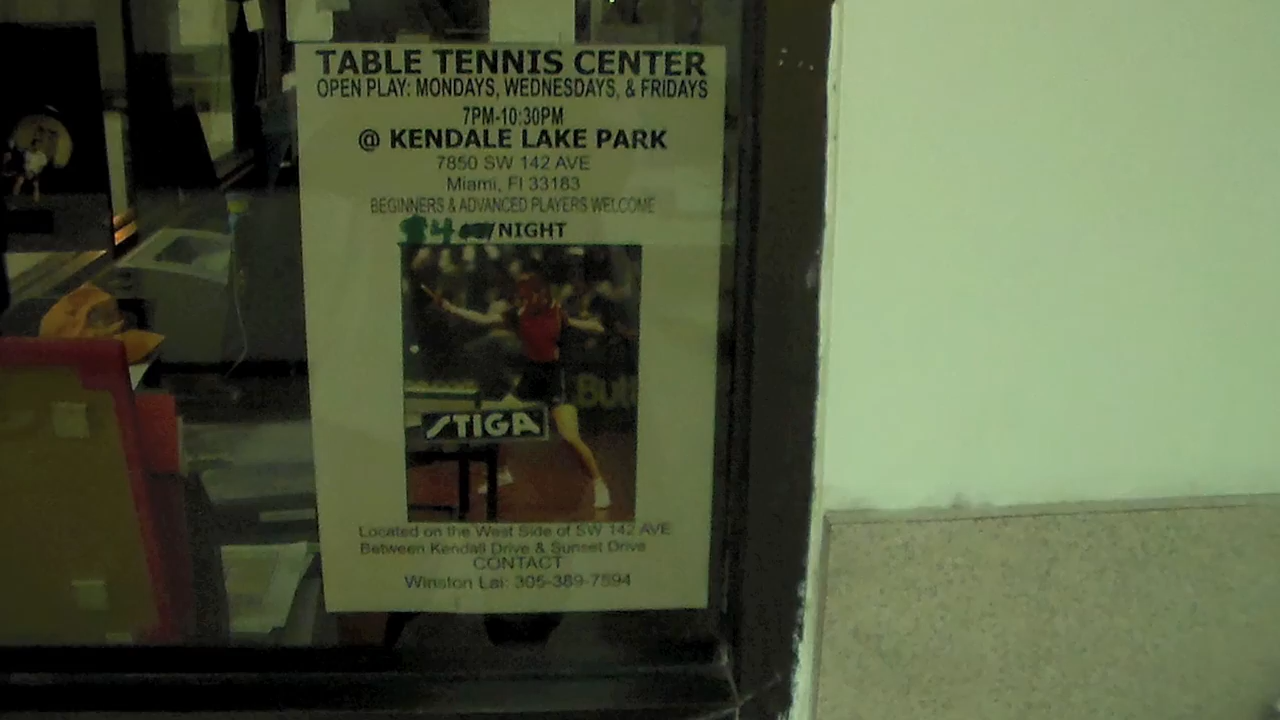 TABLE TENNIS CENTER
OPEN PLAY: MONDAYS, WEDNESDAYS, & FRIDAYS
7PM-10:30PM
@ KENDALE LAKE PARK
7850 SW 142 AVE
Miami, Fl 33183
BEGINNERS & ADVANCED PLAYERS WELCOME
$4 /NIGHT
But
STIGA
Located on the West Side of SW 142 AVE
Between Kendall Drive & Sunset Drive
CONTACT
Winston Lai: 305-389-7594